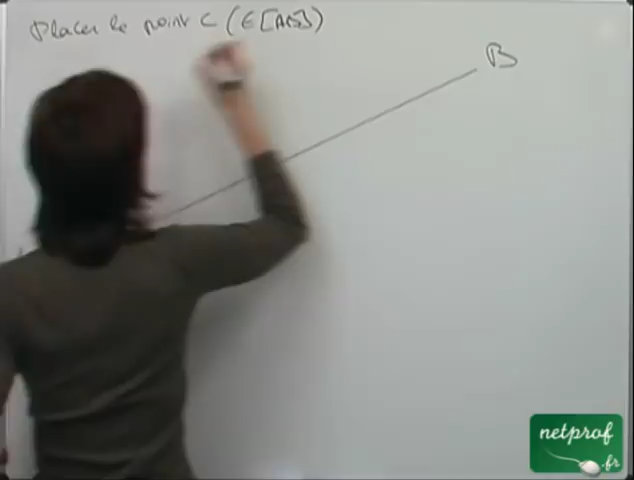 Placer le point C (∈ [AB])
B
netprof
.fr